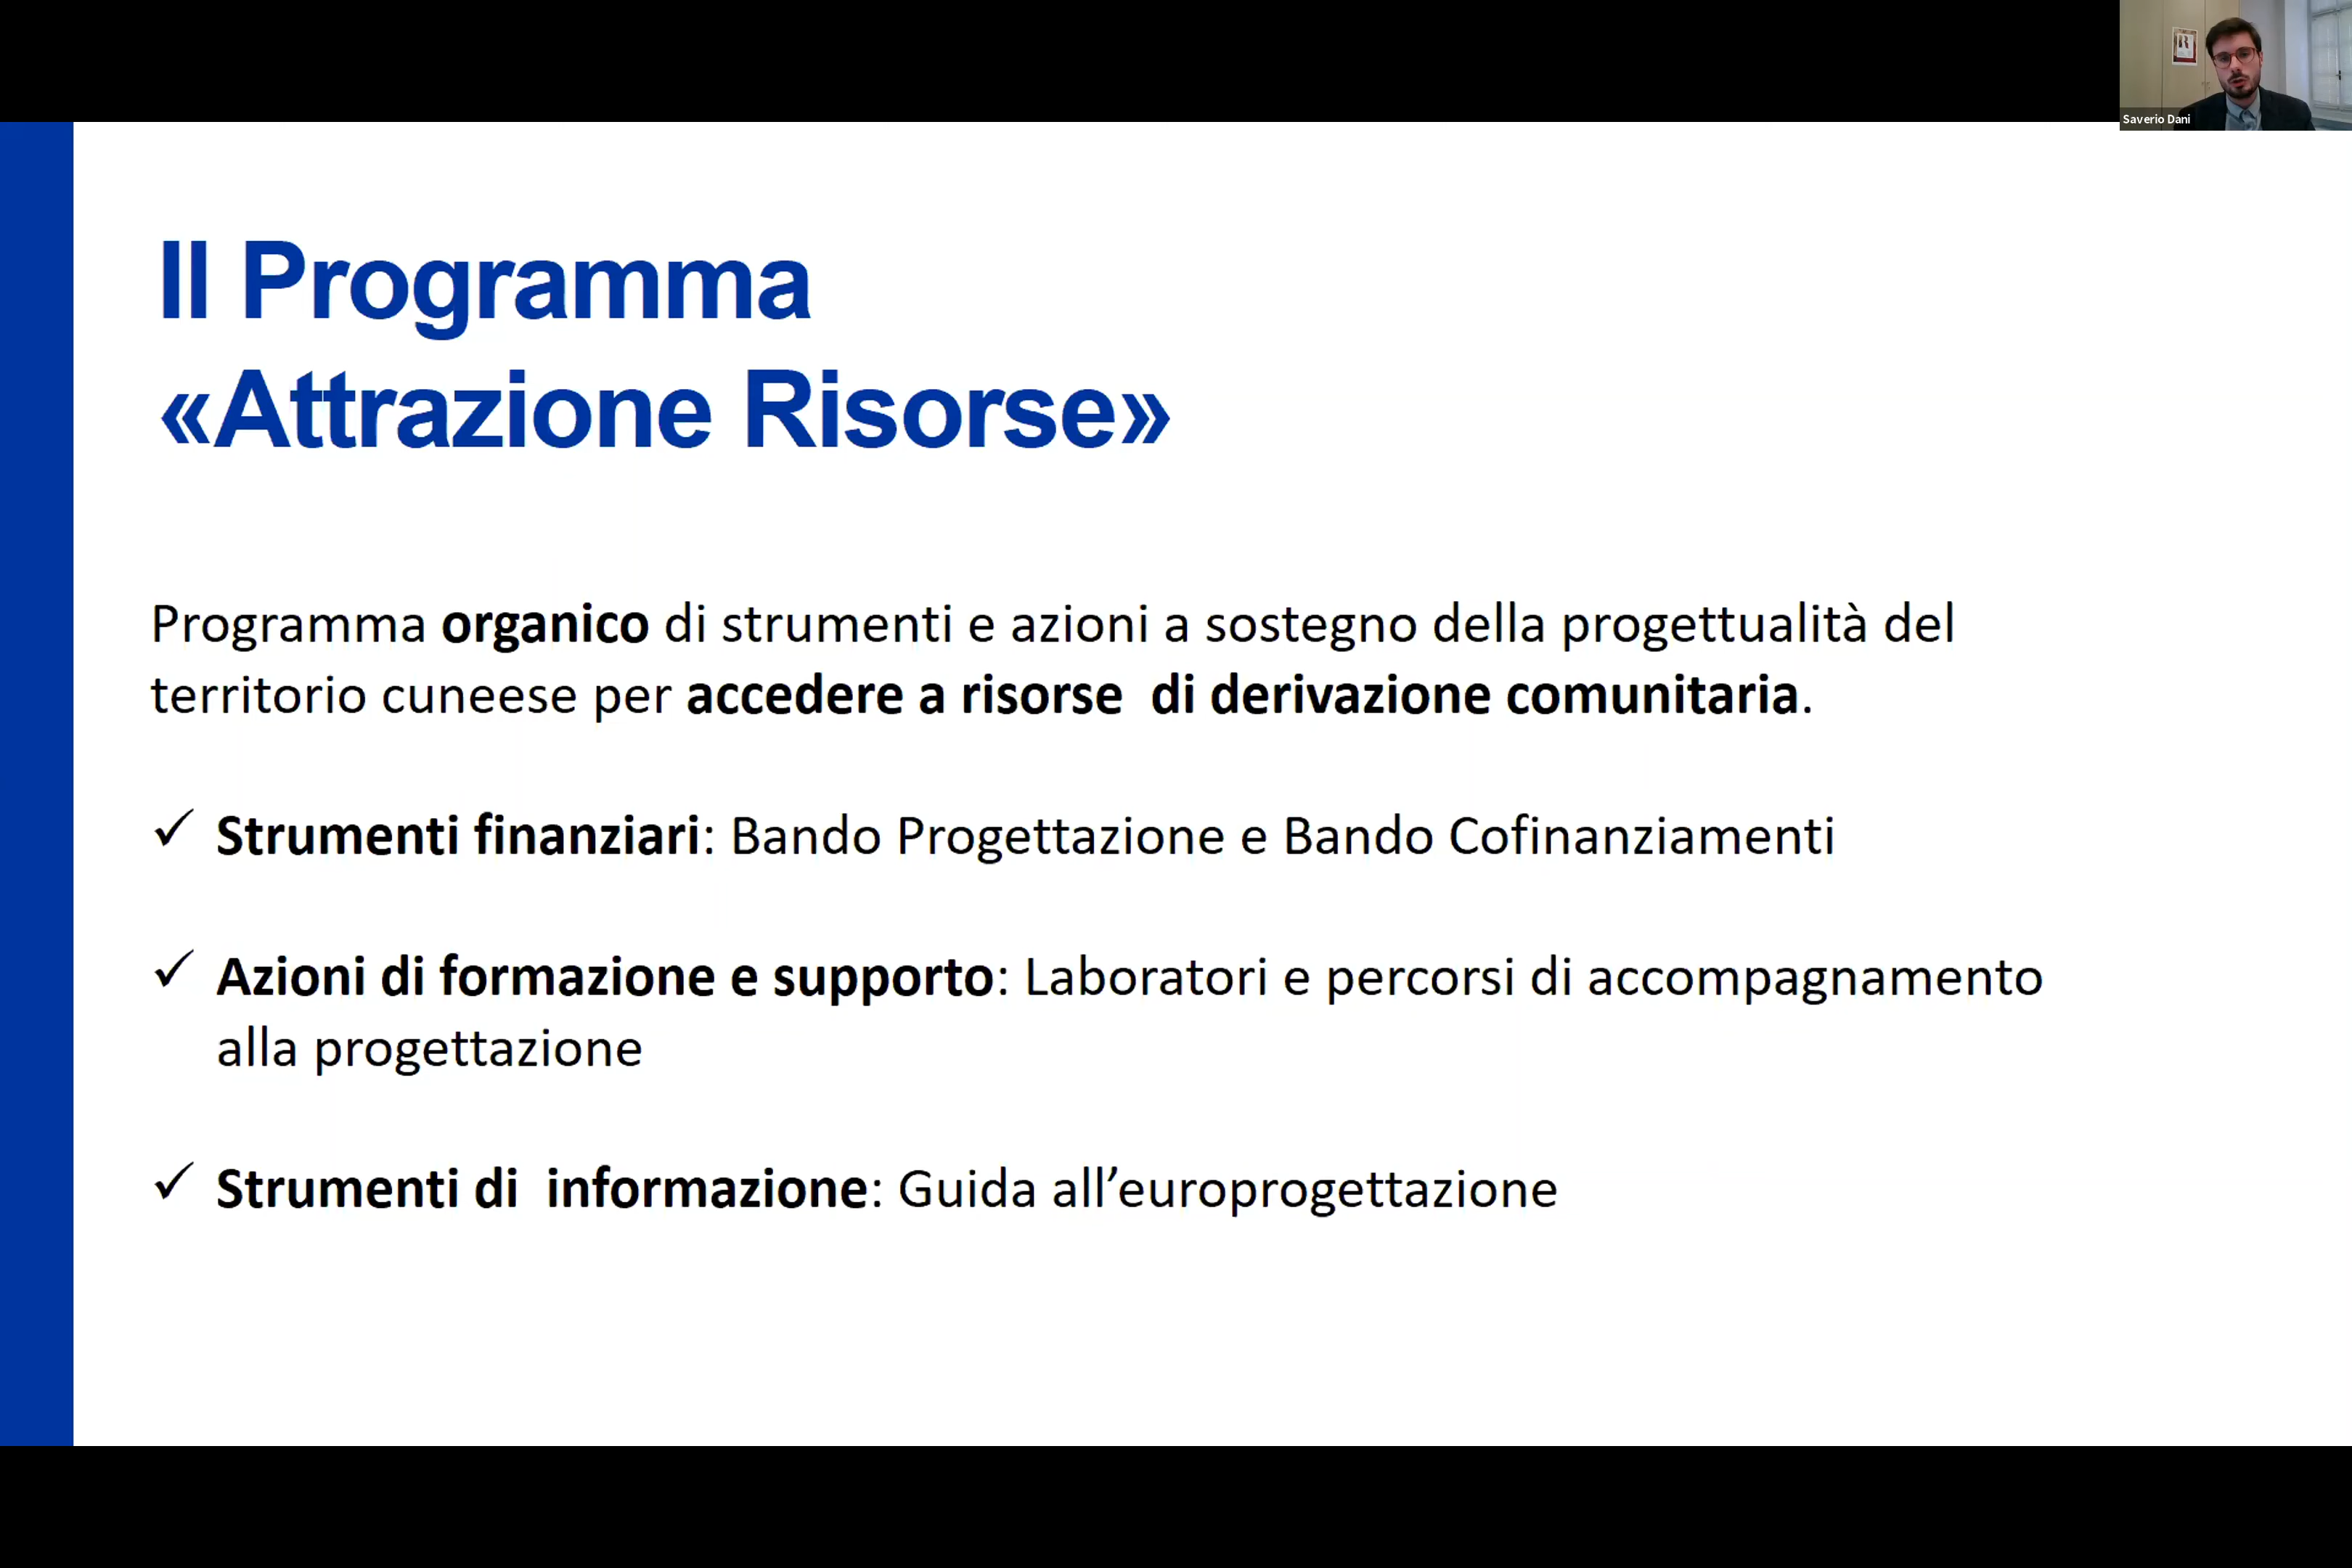 Saverio Dani
Il Programma
«Attrazione Risorse»
Programma organico di strumenti e azioni a sostegno della progettualità del
territorio cuneese per accedere a risorse  di derivazione comunitaria.
✓ Strumenti finanziari: Bando Progettazione e Bando Cofinanziamenti
✓ Azioni di formazione e supporto: Laboratori e percorsi di accompagnamento
alla progettazione
✓ Strumenti di  informazione: Guida all’europrogettazione